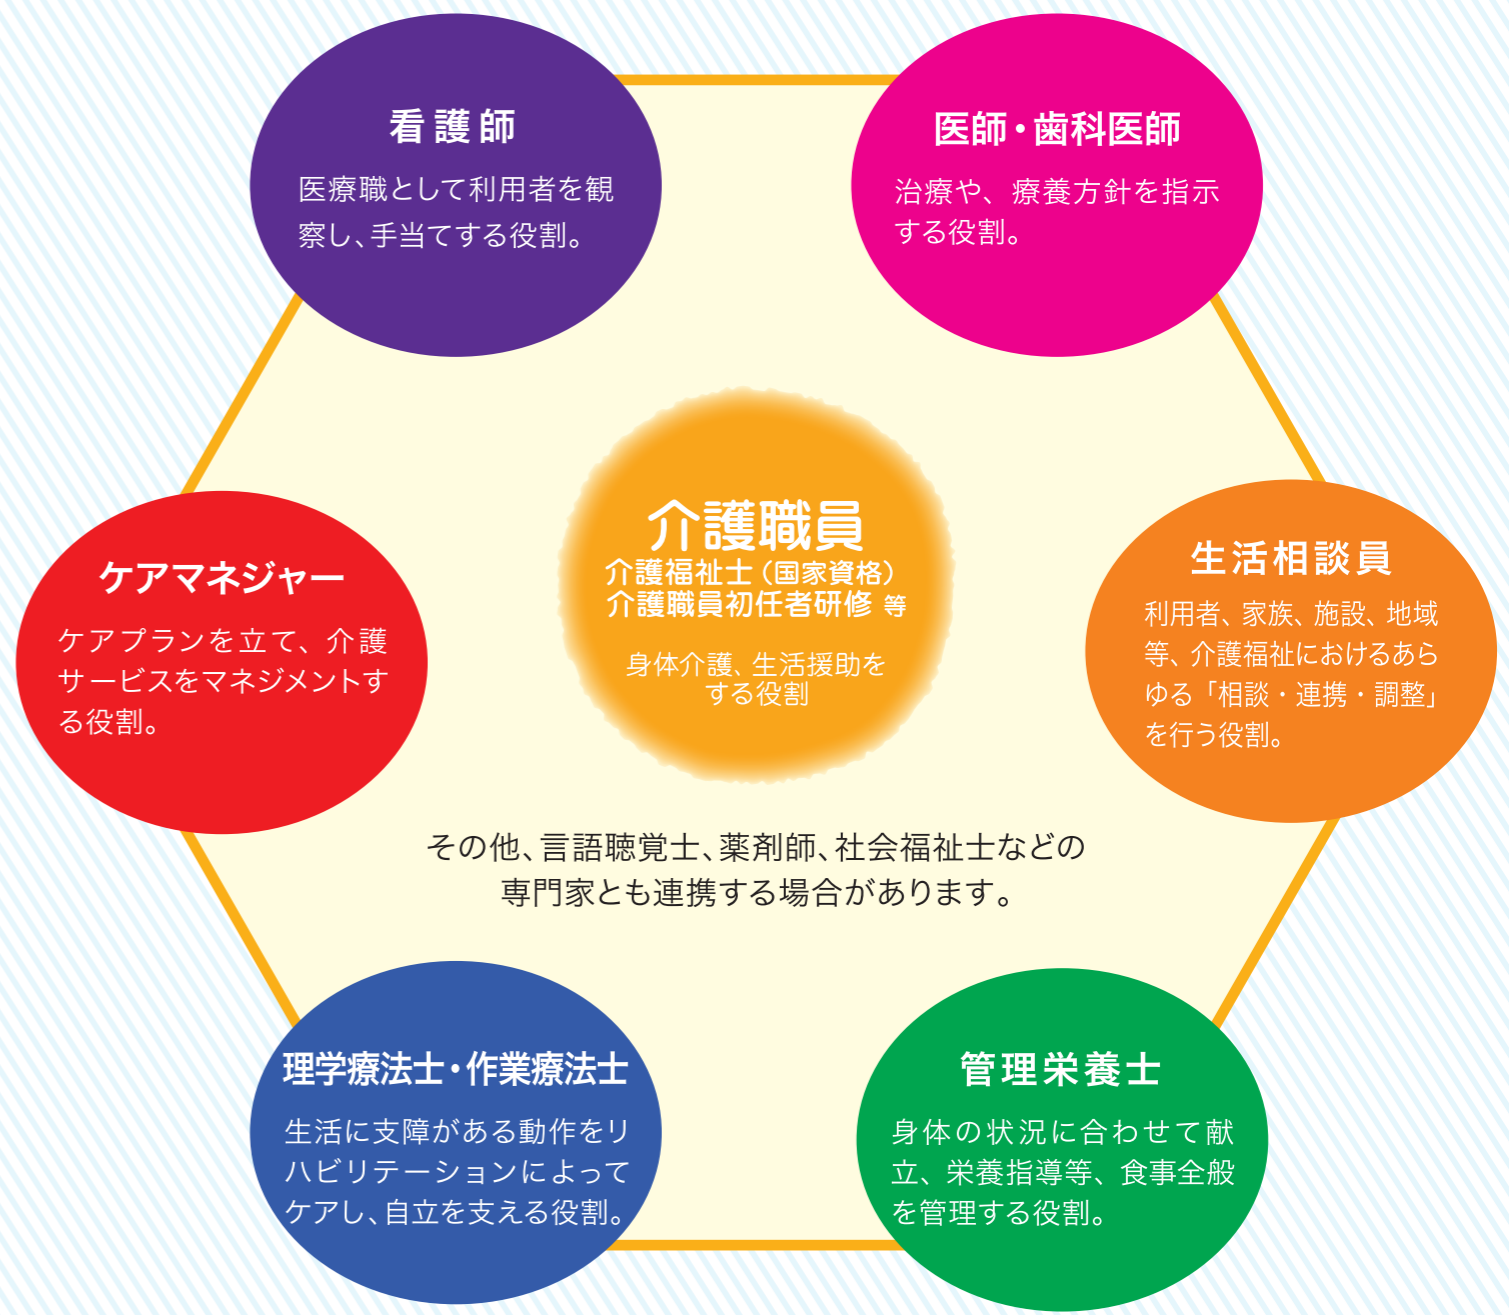 看護師
医療職として利用者を観
察し、手当てする役割。
医師・歯科医師
治療や、療養方針を指示
する役割。
ケアマネジャー
ケアプランを立て、介護
サービスをマネジメントす
る役割。
介護職員
介護福祉士（国家資格）
介護職員初任者研修 等
身体介護、生活援助を
する役割
生活相談員
利用者、家族、施設、地域
等、介護福祉におけるあら
ゆる「相談・連携・調整」
を行う役割。
その他、言語聴覚士、薬剤師、社会福祉士などの
専門家とも連携する場合があります。
理学療法士・作業療法士
生活に支障がある動作をリ
ハビリテーションによって
ケアし、自立を支える役割。
管理栄養士
身体の状況に合わせて献
立、栄養指導等、食事全般
を管理する役割。